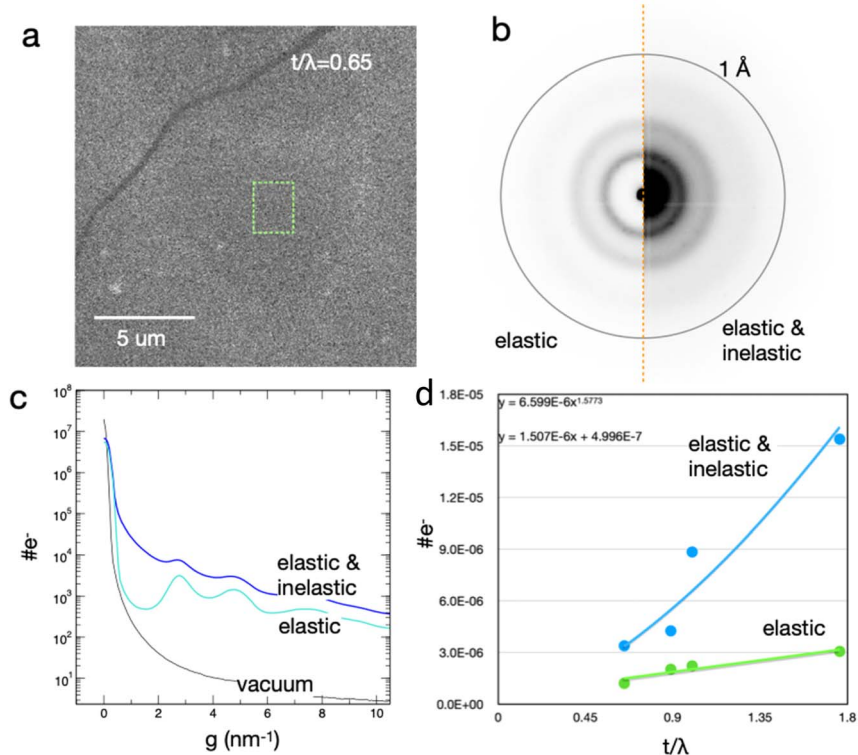 a
t/λ=0.65
5 um
b
1 Å
elastic
elastic &
inelastic
c
10⁸
10⁷
10⁶
10⁵
10⁴
10³
10²
10¹
#e⁻
elastic &
inelastic
elastic
vacuum
0 2 4 6 8 10
g (nm⁻¹)
d
1.8E-05
1.5E-05
1.2E-05
9.0E-06
6.0E-06
3.0E-06
0.0E+00
#e⁻
y = 6.599E-6x¹·⁵⁷⁷³
y = 1.507E-6x + 4.996E-7
elastic &
inelastic
elastic
0 0.45 0.9 1.35 1.8
t/λ